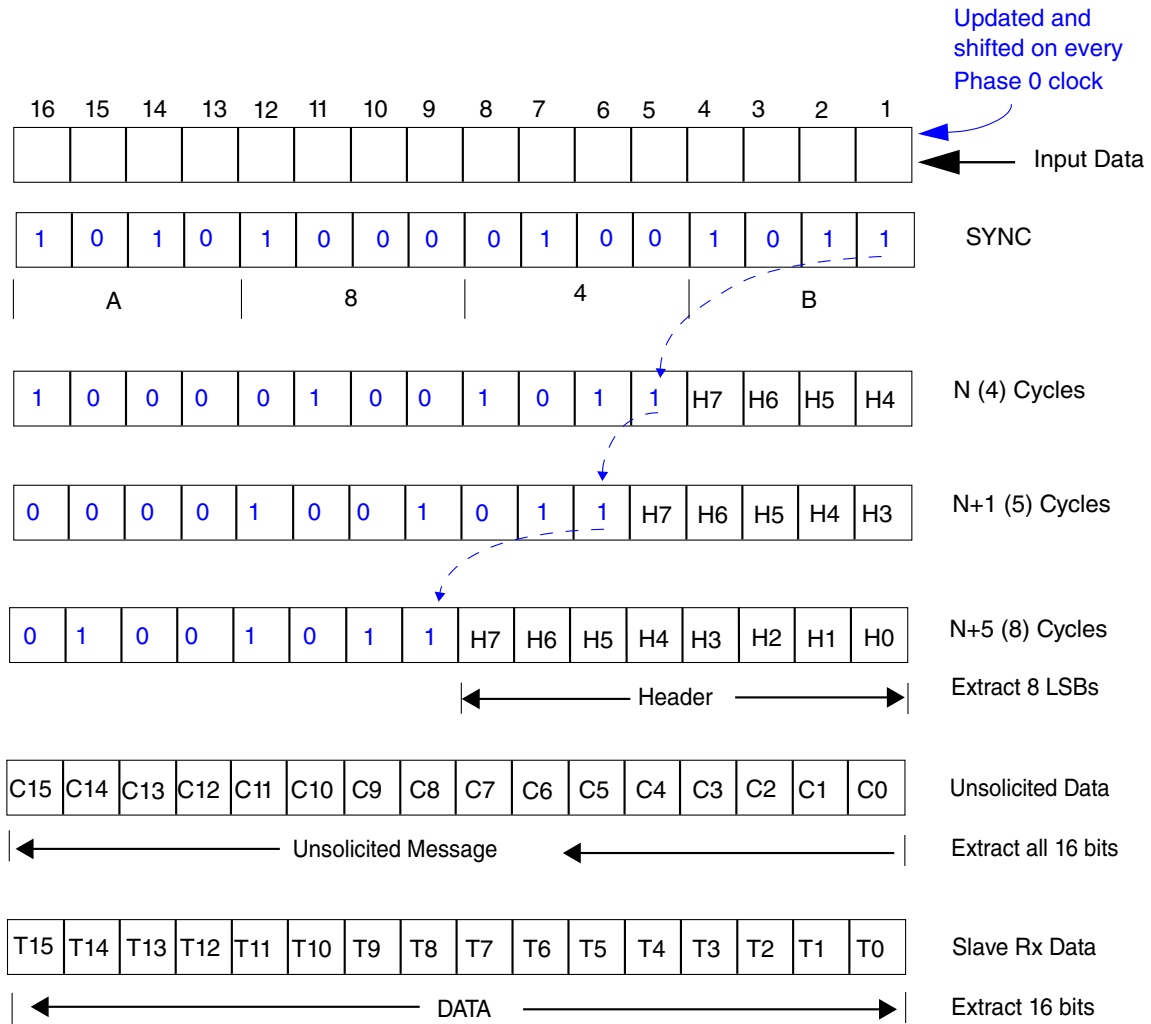 Updated and
shifted on every
Phase 0 clock
16 15 14 13 12 11 10 9 8 7 6 5 4 3 2 1
Input Data
1 0 1 0 1 0 0 0 0 1 0 0 1 0 1 1 SYNC
A 8 4 B
1 0 0 0 0 1 0 0 1 0 1 1 H7 H6 H5 H4 N (4) Cycles
0 0 0 0 1 0 0 1 0 1 1 H7 H6 H5 H4 H3 N+1 (5) Cycles
0 1 0 0 1 0 1 1 H7 H6 H5 H4 H3 H2 H1 H0 N+5 (8) Cycles
Header Extract 8 LSBs
C15 C14 C13 C12 C11 C10 C9 C8 C7 C6 C5 C4 C3 C2 C1 C0 Unsolicited Data
Unsolicited Message Extract all 16 bits
T15 T14 T13 T12 T11 T10 T9 T8 T7 T6 T5 T4 T3 T2 T1 T0 Slave Rx Data
DATA Extract 16 bits